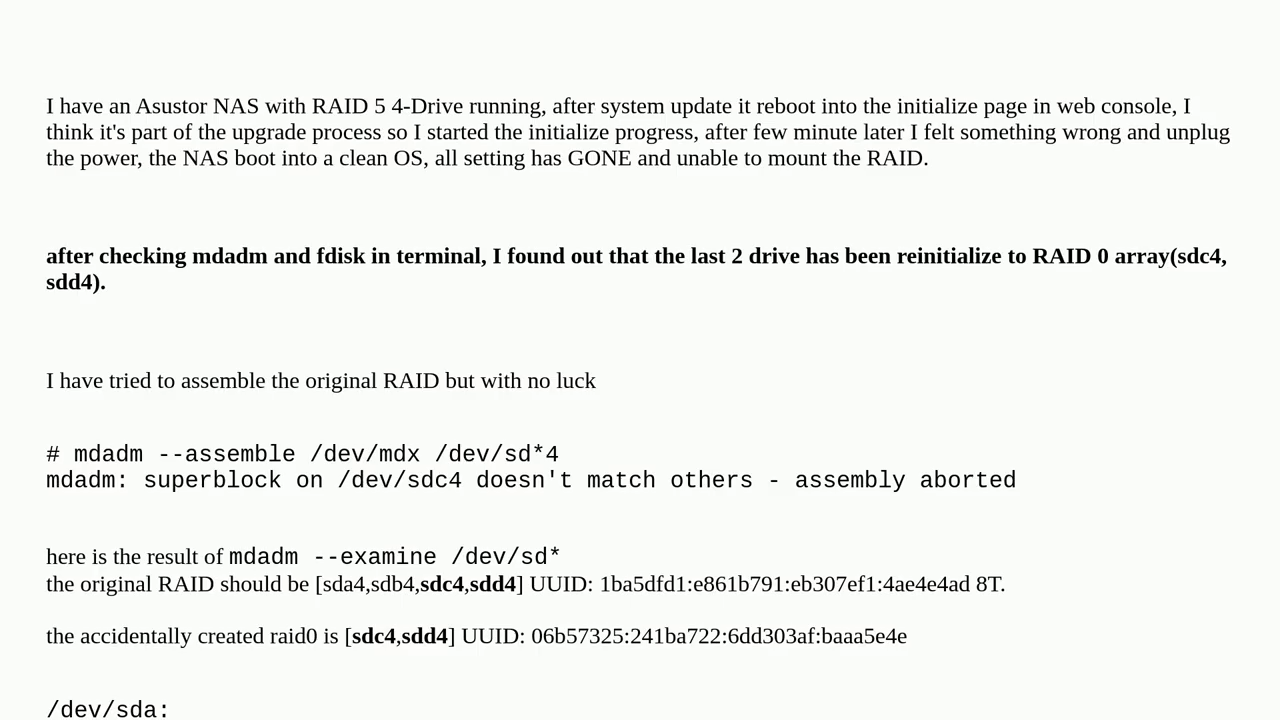 I have an Asustor NAS with RAID 5 4-Drive running, after system update it reboot into the initialize page in web console, I
think it's part of the upgrade process so I started the initialize progress, after few minute later I felt something wrong and unplug
the power, the NAS boot into a clean OS, all setting has GONE and unable to mount the RAID.
after checking mdadm and fdisk in terminal, I found out that the last 2 drive has been reinitialize to RAID 0 array(sdc4,
sdd4).
I have tried to assemble the original RAID but with no luck
# mdadm --assemble /dev/mdx /dev/sd*4
mdadm: superblock on /dev/sdc4 doesn't match others - assembly aborted
here is the result of mdadm --examine /dev/sd*
the original RAID should be [sda4,sdb4,sdc4,sdd4] UUID: 1ba5dfd1:e861b791:eb307ef1:4ae4e4ad 8T.
the accidentally created raid0 is [sdc4,sdd4] UUID: 06b57325:241ba722:6dd303af:baaa5e4e
/dev/sda: